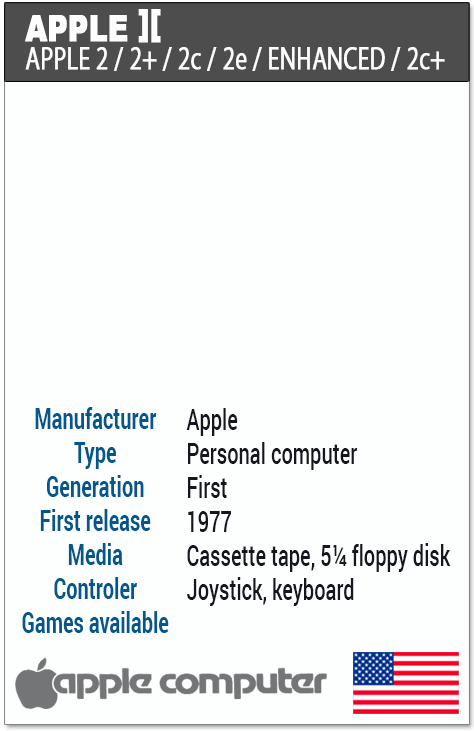 APPLE ][
APPLE 2 / 2+ / 2c / 2e / ENHANCED / 2c+
Manufacturer Apple
Type Personal computer
Generation First
First release 1977
Media Cassette tape, 5¼ floppy disk
Controler Joystick, keyboard
Games available
apple computer